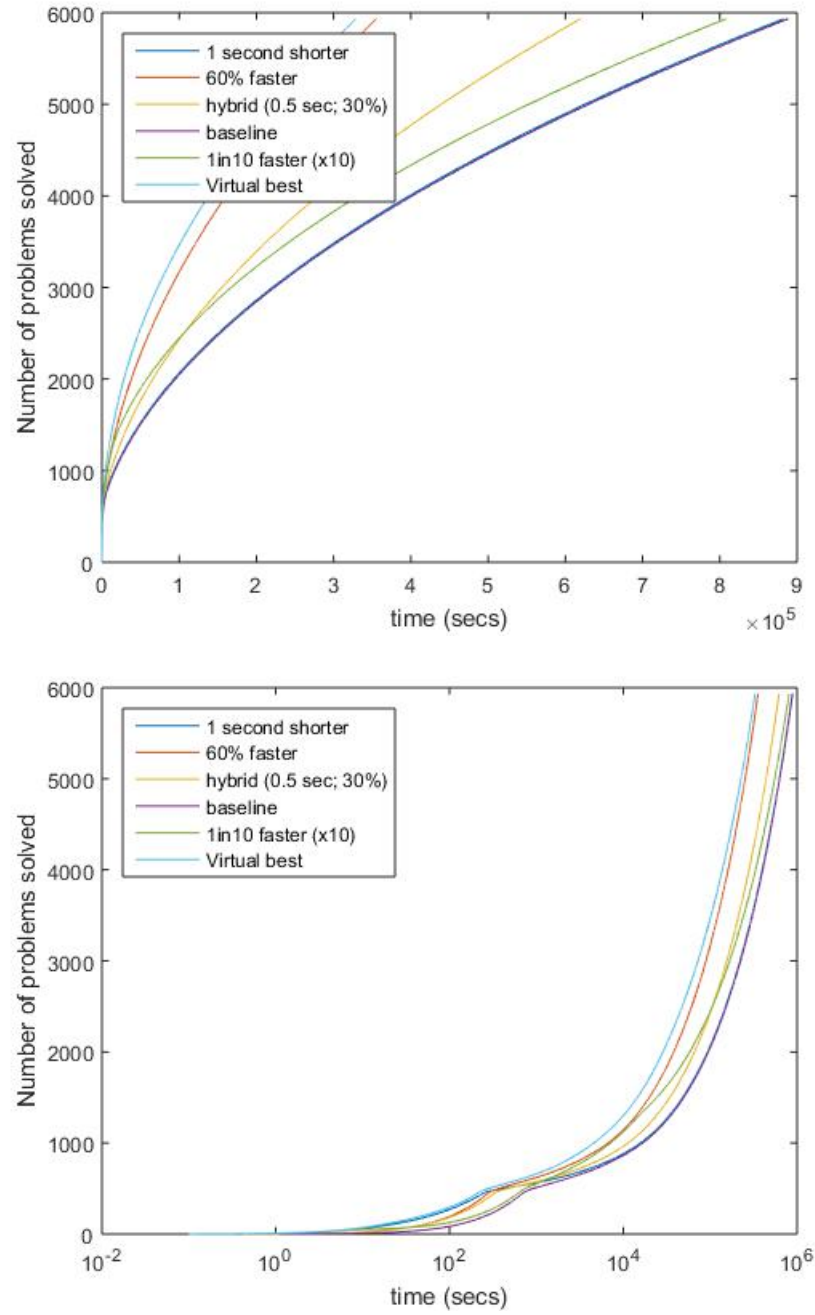 6000
5000
4000
3000
2000
1000
0
Number of problems solved
1 second shorter
60% faster
hybrid (0.5 sec; 30%)
baseline
1in10 faster (x10)
Virtual best
0 1 2 3 4 5 6 7 8 9
time (secs)
×10^5
6000
5000
4000
3000
2000
1000
0
Number of problems solved
1 second shorter
60% faster
hybrid (0.5 sec; 30%)
baseline
1in10 faster (x10)
Virtual best
10^-2 10^0 10^2 10^4 10^6
time (secs)